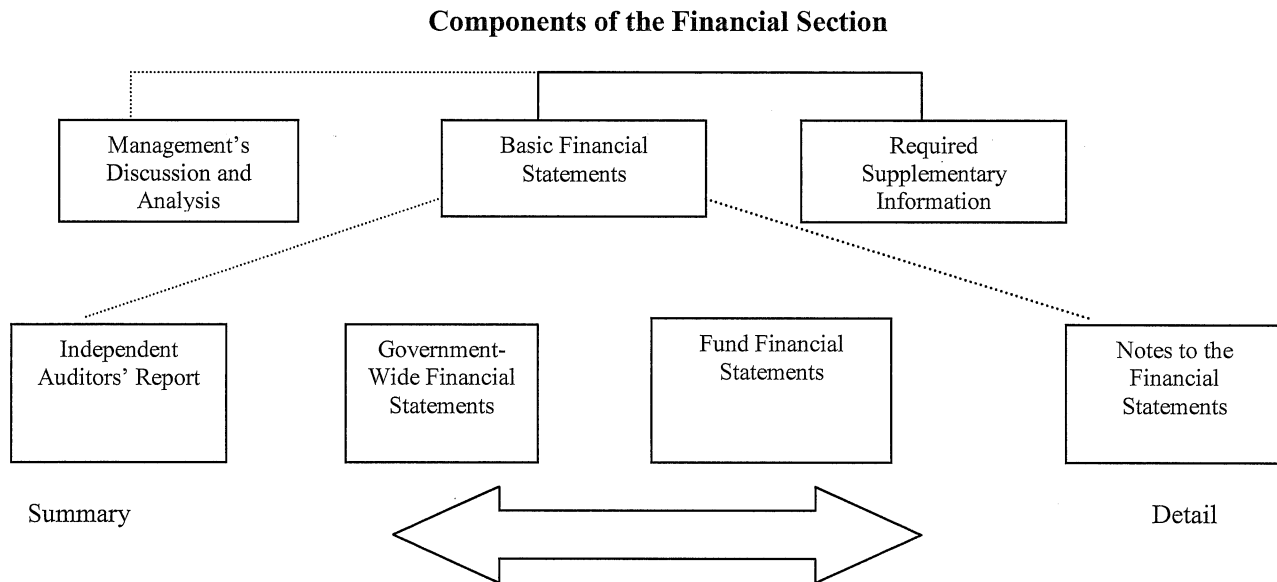 Components of the Financial Section
Management's
Discussion and
Analysis
Basic Financial
Statements
Required
Supplementary
Information
Independent
Auditors' Report
Government-
Wide Financial
Statements
Fund Financial
Statements
Notes to the
Financial
Statements
Summary
Detail